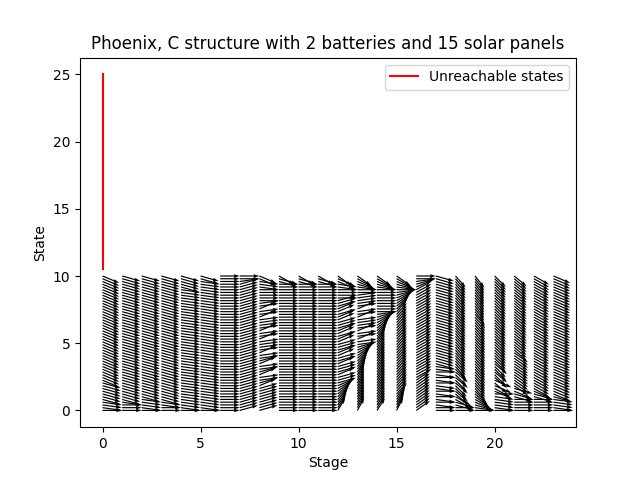 Phoenix, C structure with 2 batteries and 15 solar panels
Unreachable states
25
20
15
10
5
0
State
0 5 10 15 20
Stage